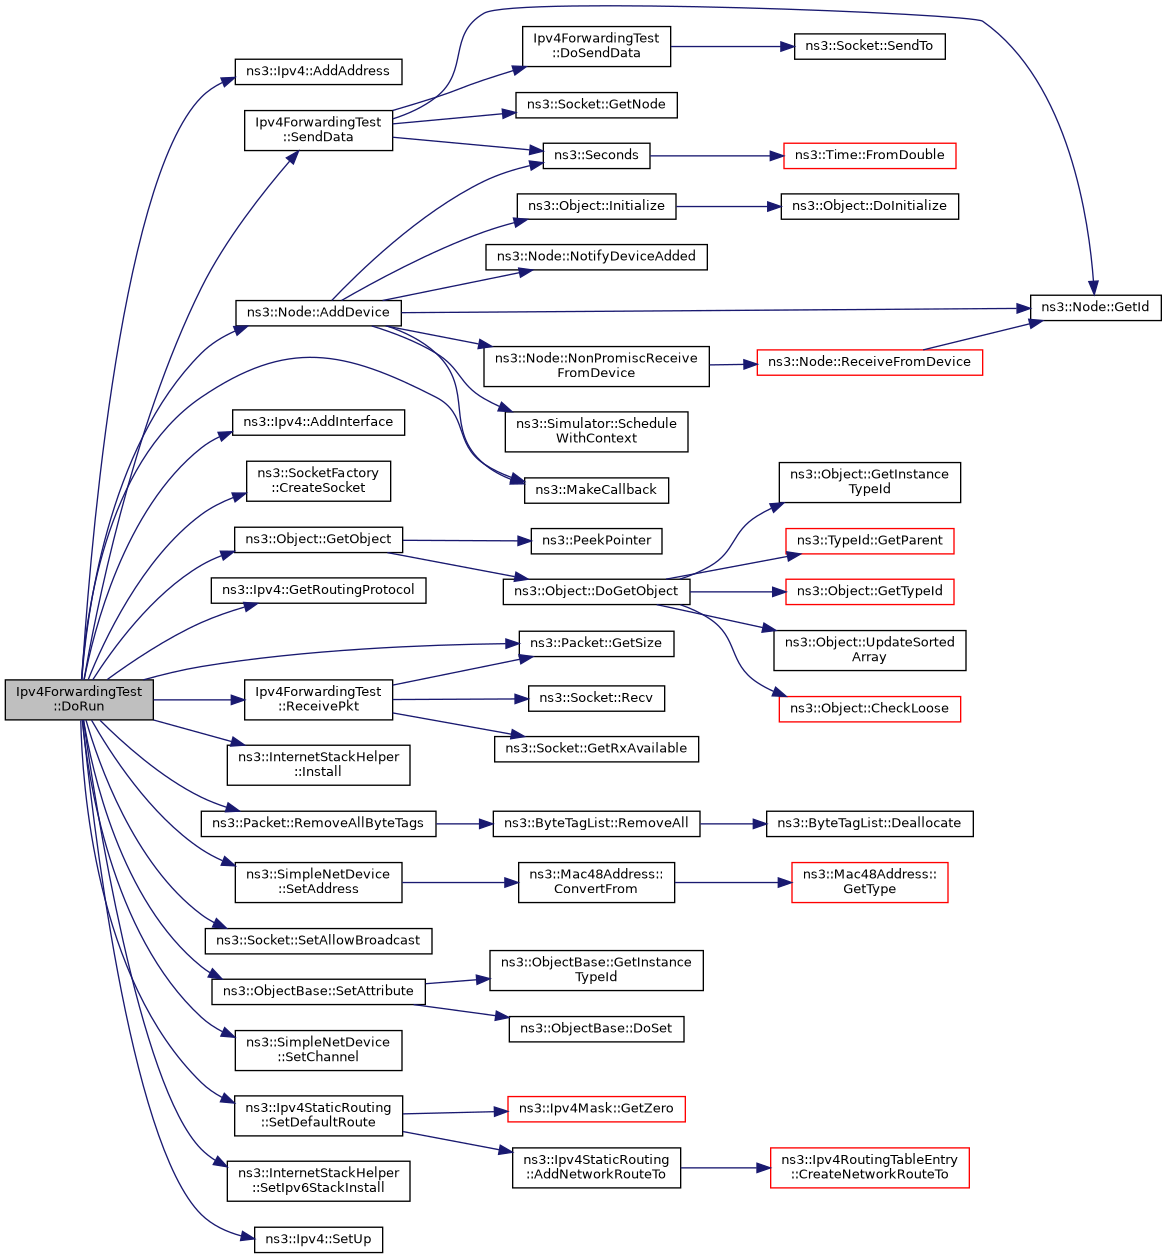 Ipv4ForwardingTest
::DoRun
ns3::Ipv4::AddAddress
Ipv4ForwardingTest
::SendData
ns3::Node::AddDevice
ns3::Ipv4::AddInterface
ns3::SocketFactory
::CreateSocket
ns3::Object::GetObject
ns3::Ipv4::GetRoutingProtocol
Ipv4ForwardingTest
::ReceivePkt
ns3::InternetStackHelper
::Install
ns3::Packet::RemoveAllByteTags
ns3::SimpleNetDevice
::SetAddress
ns3::Socket::SetAllowBroadcast
ns3::ObjectBase::SetAttribute
ns3::SimpleNetDevice
::SetChannel
ns3::Ipv4StaticRouting
::SetDefaultRoute
ns3::InternetStackHelper
::SetIpv6StackInstall
ns3::Ipv4::SetUp
Ipv4ForwardingTest
::DoSendData
ns3::Socket::GetNode
ns3::Seconds
ns3::Object::Initialize
ns3::Node::NotifyDeviceAdded
ns3::Node::NonPromiscReceive
FromDevice
ns3::Simulator::Schedule
WithContext
ns3::MakeCallback
ns3::PeekPointer
ns3::Object::DoGetObject
ns3::Packet::GetSize
ns3::Socket::Recv
ns3::Socket::GetRxAvailable
ns3::ByteTagList::RemoveAll
ns3::Mac48Address::
ConvertFrom
ns3::ObjectBase::GetInstance
TypeId
ns3::ObjectBase::DoSet
ns3::Ipv4Mask::GetZero
ns3::Ipv4StaticRouting
::AddNetworkRouteTo
ns3::Socket::SendTo
ns3::Time::FromDouble
ns3::Object::DoInitialize
ns3::Node::ReceiveFromDevice
ns3::Object::GetInstance
TypeId
ns3::TypeId::GetParent
ns3::Object::GetTypeId
ns3::Object::UpdateSorted
Array
ns3::Object::CheckLoose
ns3::ByteTagList::Deallocate
ns3::Mac48Address::
GetType
ns3::Ipv4RoutingTableEntry
::CreateNetworkRouteTo
ns3::Node::GetId